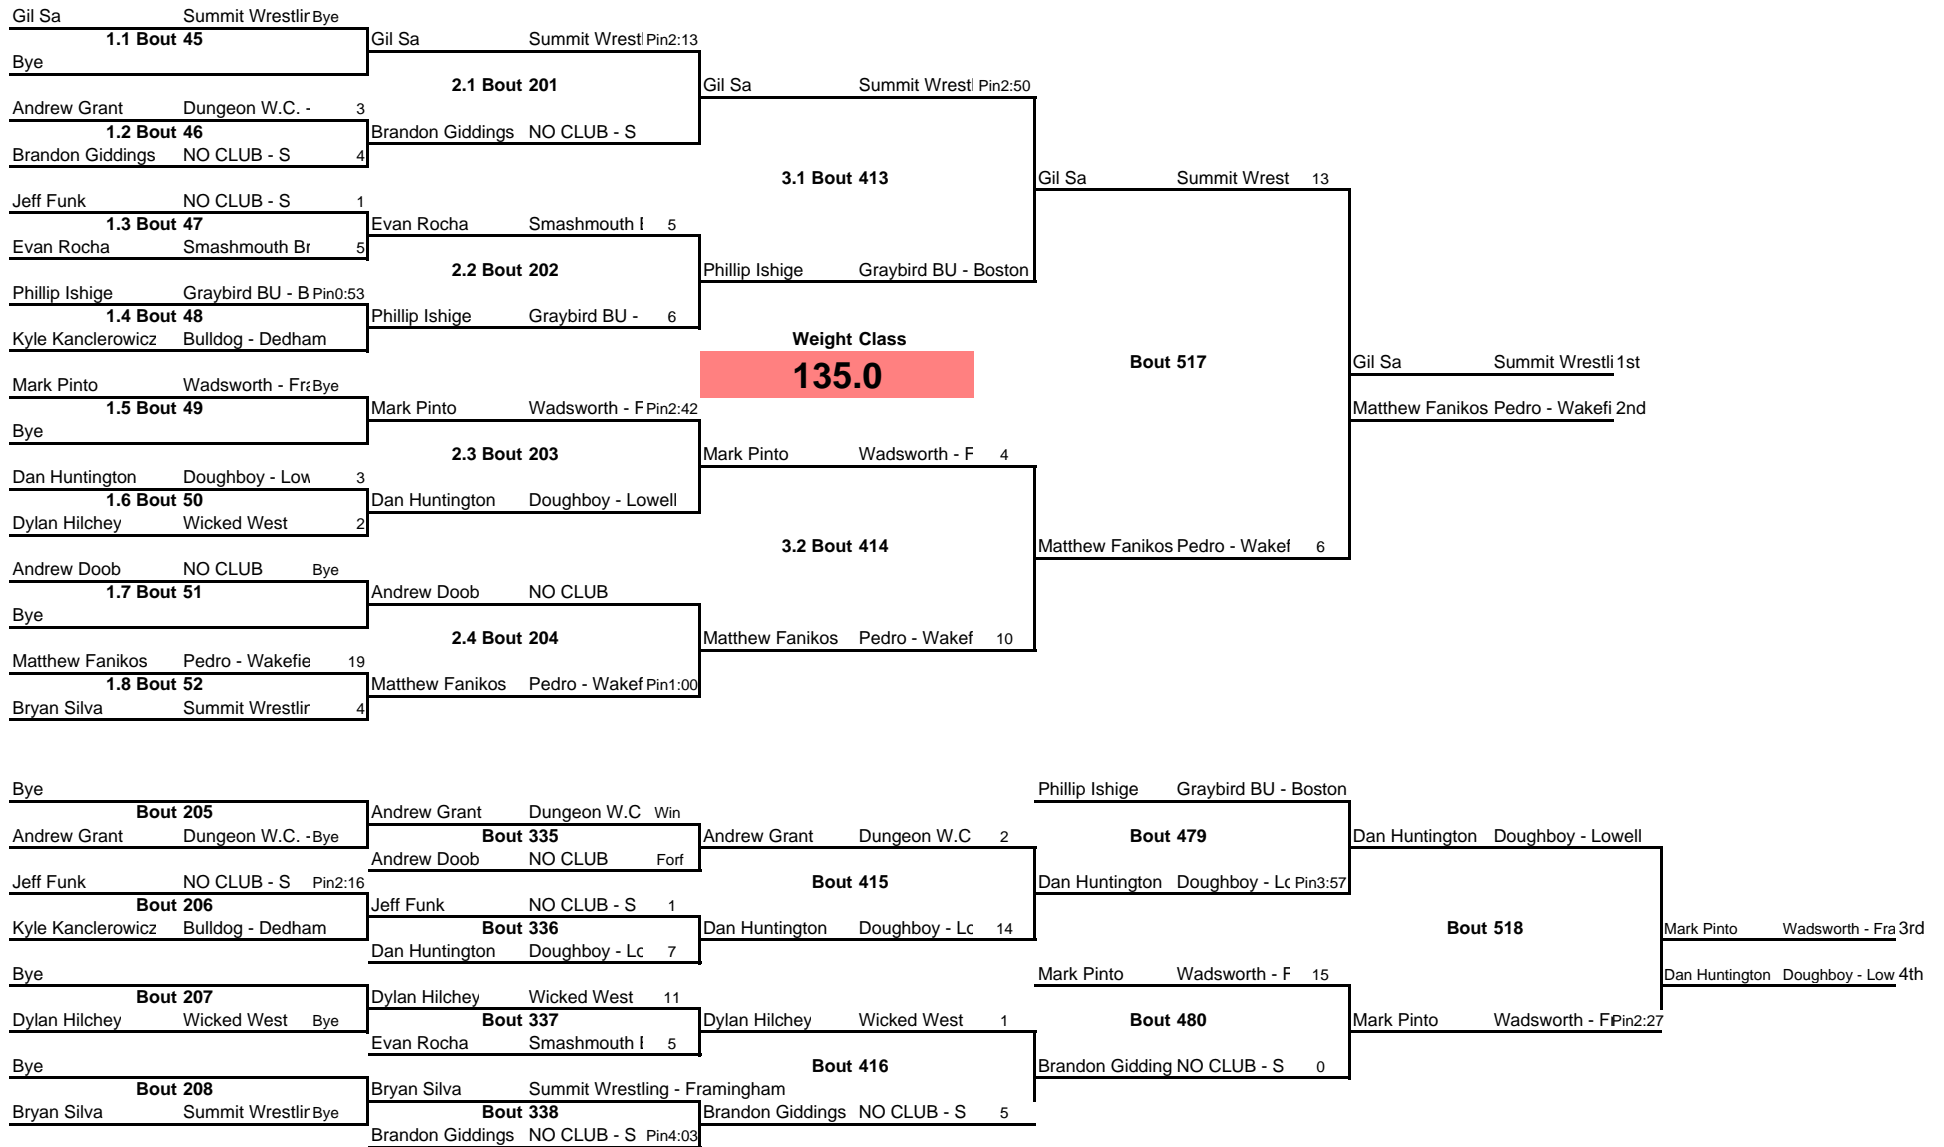 Gil Sa Summit Wrestlir Bye
1.1 Bout 45
Bye
Gil Sa Summit Wrestl Pin2:13
2.1 Bout 201
Gil Sa Summit Wrestl Pin2:50
Andrew Grant Dungeon W.C. - 3
1.2 Bout 46
Brandon Giddings NO CLUB - S 4
Brandon Giddings NO CLUB - S
3.1 Bout 413
Gil Sa Summit Wrest 13
Jeff Funk NO CLUB - S 1
1.3 Bout 47
Evan Rocha Smashmouth Br 5
Evan Rocha Smashmouth E 5
2.2 Bout 202
Phillip Ishige Graybird BU - Boston
Phillip Ishige Graybird BU - B Pin0:53
1.4 Bout 48
Kyle Kanclerowicz Bulldog - Dedham
Phillip Ishige Graybird BU - 6
Weight Class
135.0
Bout 517
Gil Sa Summit Wrestli 1st
Matthew Fanikos Pedro - Wakefi 2nd
Mark Pinto Wadsworth - Fra Bye
1.5 Bout 49
Bye
Mark Pinto Wadsworth - F Pin2:42
2.3 Bout 203
Mark Pinto Wadsworth - F 4
Dan Huntington Doughboy - Low 3
1.6 Bout 50
Dylan Hilchey Wicked West 2
Dan Huntington Doughboy - Lowell
3.2 Bout 414
Matthew Fanikos Pedro - Wakef 6
Andrew Doob NO CLUB Bye
1.7 Bout 51
Bye
Andrew Doob NO CLUB
2.4 Bout 204
Matthew Fanikos Pedro - Wakef 10
Matthew Fanikos Pedro - Wakefie 19
1.8 Bout 52
Bryan Silva Summit Wrestlir 4
Matthew Fanikos Pedro - Wakef Pin1:00
Bye
Bout 205
Andrew Grant Dungeon W.C. - Bye
Andrew Grant Dungeon W.C Win
Bout 335
Andrew Doob NO CLUB Forf
Andrew Grant Dungeon W.C 2
Phillip Ishige Graybird BU - Boston
Bout 479
Dan Huntington Doughboy - Lowell
Jeff Funk NO CLUB - S Pin2:16
Bout 206
Kyle Kanclerowicz Bulldog - Dedham
Jeff Funk NO CLUB - S 1
Bout 336
Dan Huntington Doughboy - Lc 7
Bout 415
Dan Huntington Doughboy - Lc 14
Dan Huntington Doughboy - Lc Pin3:57
Bout 518
Mark Pinto Wadsworth - Fra 3rd
Dan Huntington Doughboy - Low 4th
Bye
Bout 207
Dylan Hilchey Wicked West Bye
Dylan Hilchey Wicked West 11
Bout 337
Evan Rocha Smashmouth E 5
Dylan Hilchey Wicked West 1
Mark Pinto Wadsworth - F 15
Bout 480
Mark Pinto Wadsworth - Fr Pin2:27
Bye
Bout 208
Bryan Silva Summit Wrestlir Bye
Bryan Silva Summit Wrestling - Framingham
Bout 338
Brandon Giddings NO CLUB - S Pin4:03
Bout 416
Brandon Giddings NO CLUB - S 5
Brandon Gidding NO CLUB - S 0